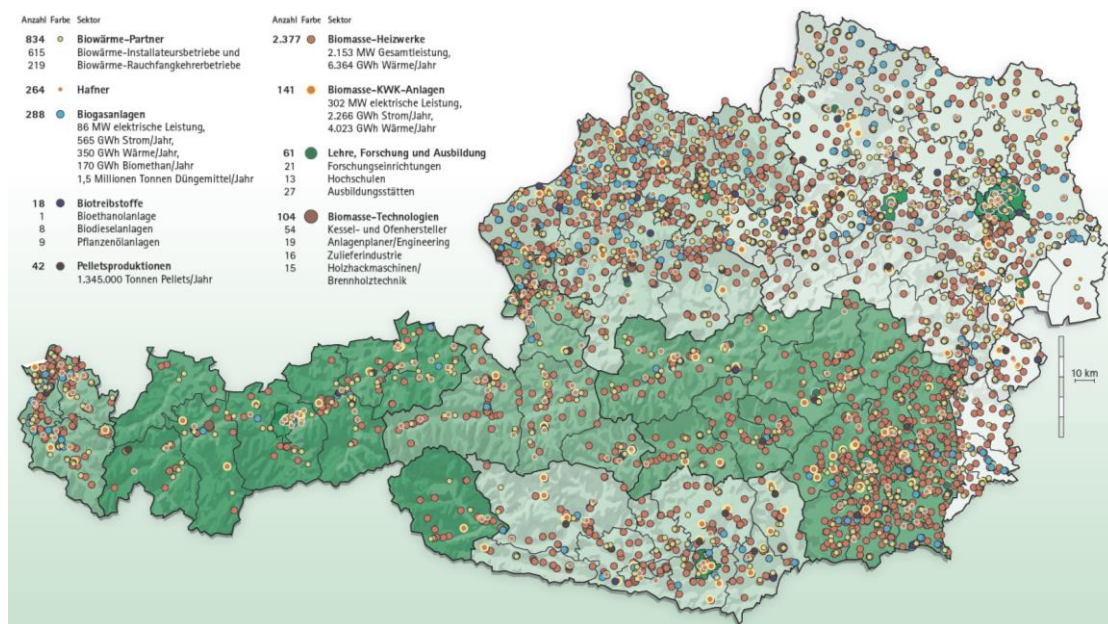 Anzahl Farbe Sektor
834 Biowärme-Partner
615 Biowärme-Installateursbetriebe und
219 Biowärme-Rauchfangkehrerbetriebe
264 Hafner
288 Biogasanlagen
86 MW elektrische Leistung,
565 GWh Strom/Jahr,
350 GWh Wärme/Jahr,
170 GWh Biomethan/Jahr
1,5 Millionen Tonnen Düngemittel/Jahr
18 Biotreibstoffe
1 Bioethanolanlage
8 Biodieselanlagen
9 Pflanzenölanlagen
42 Pelletsproduktionen
1.345.000 Tonnen Pellets/Jahr
Anzahl Farbe Sektor
2.377 Biomasse-Heizwerke
2.153 MW Gesamtleistung,
6.364 GWh Wärme/Jahr
141 Biomasse-KWK-Anlagen
302 MW elektrische Leistung,
2.266 GWh Strom/Jahr,
4.023 GWh Wärme/Jahr
61 Lehre, Forschung und Ausbildung
21 Forschungseinrichtungen
13 Hochschulen
27 Ausbildungsstätten
104 Biomasse-Technologien
54 Kessel- und Ofenhersteller
19 Anlagenplaner/Engineering
16 Zulieferindustrie
15 Holzhackmaschinen/
Brennholztechnik
10 km